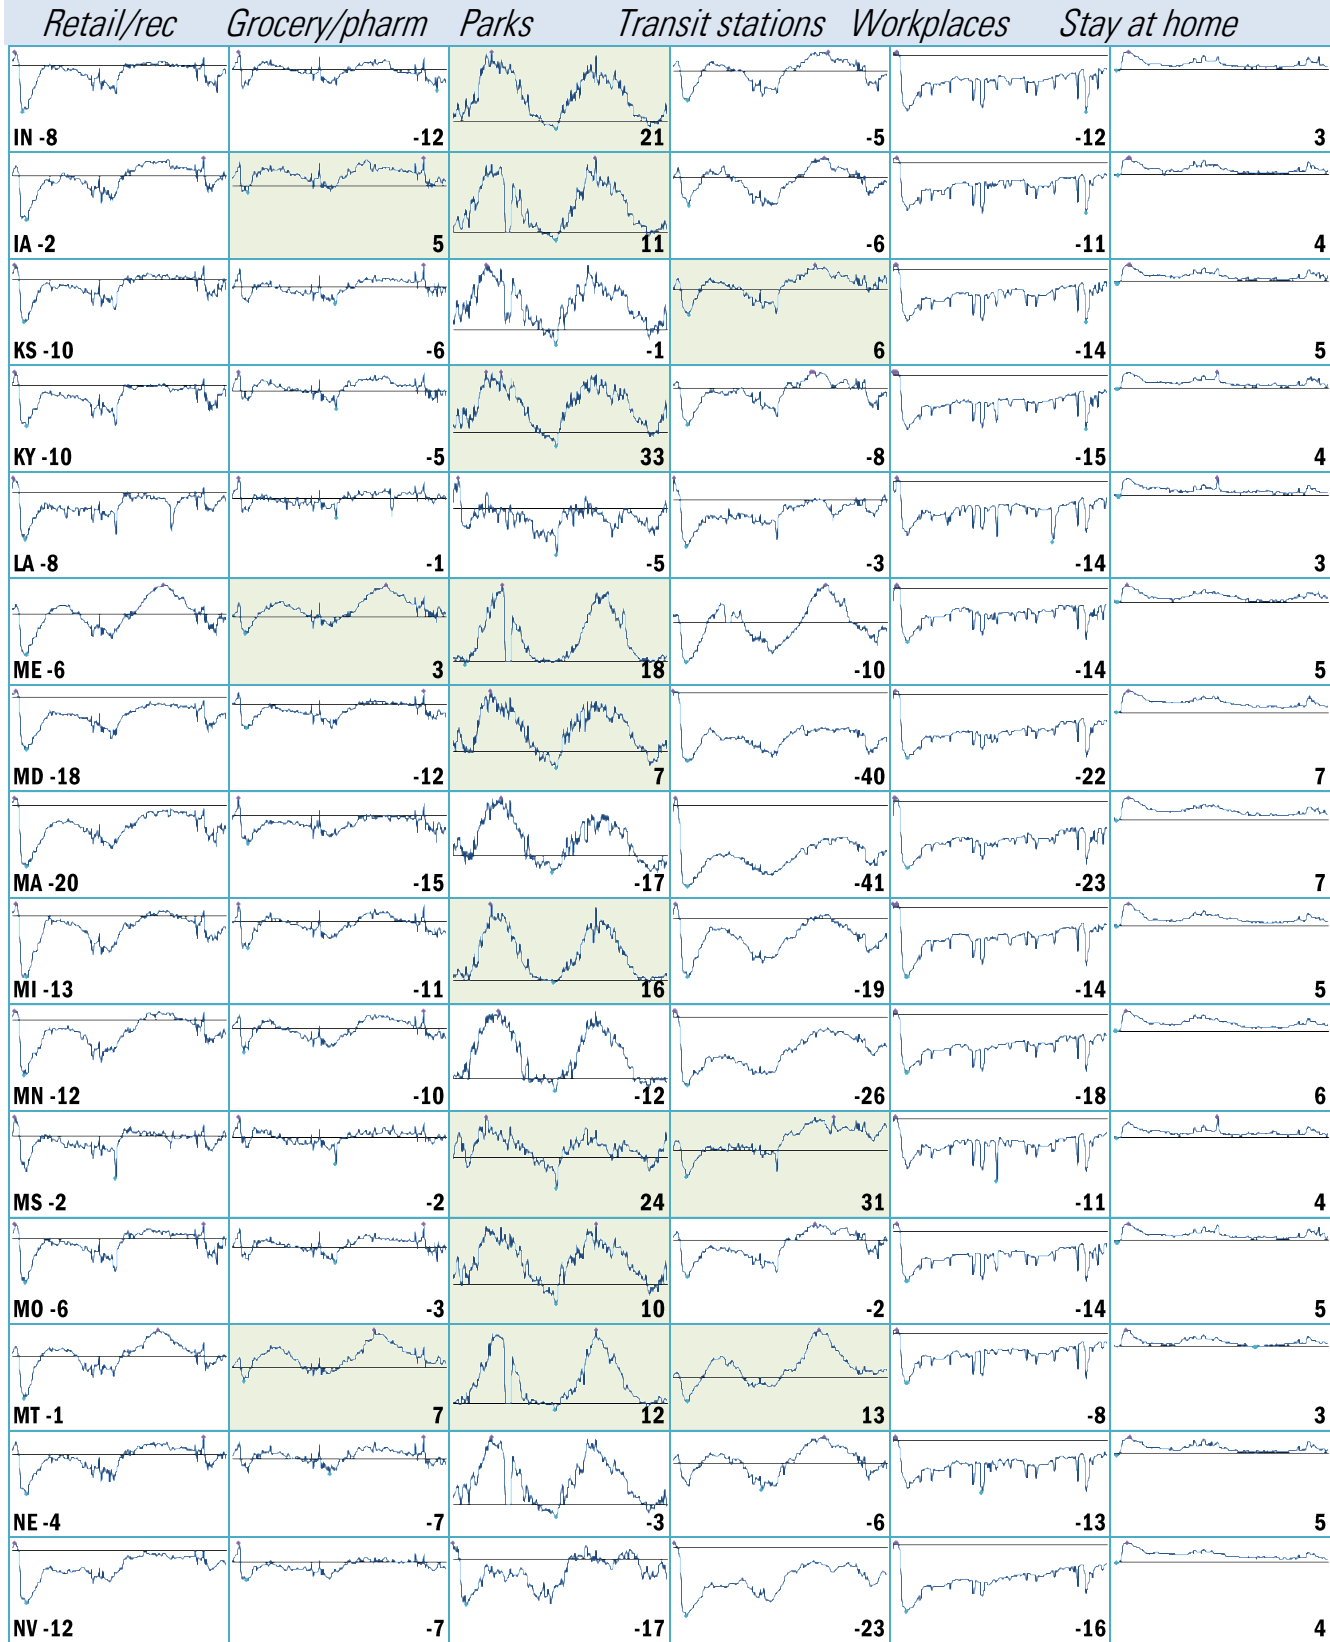 Retail/rec Grocery/pharm Parks Transit stations Workplaces Stay at home
IN -8 -12 21 -5 -12 3
IA -2 5 11 -6 -11 4
KS -10 -6 -1 6 -14 5
KY -10 -5 33 -8 -15 4
LA -8 -1 -5 -3 -14 3
ME -6 3 18 -10 -14 5
MD -18 -12 7 -40 -22 7
MA -20 -15 -17 -41 -23 7
MI -13 -11 16 -19 -14 5
MN -12 -10 -12 -26 -18 6
MS -2 -2 24 31 -11 4
MO -6 -3 10 -2 -14 5
MT -1 7 12 13 -8 3
NE -4 -7 -3 -6 -13 5
NV -12 -7 -17 -23 -16 4